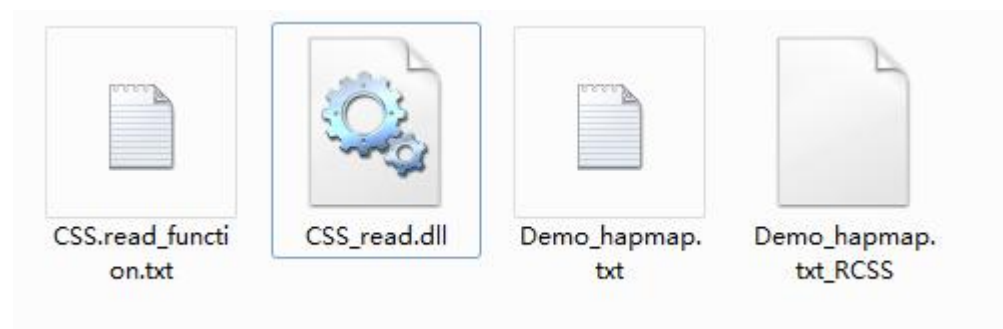 CSS.read_functi
on.txt
CSS_read.dll
Demo_hapmap.
txt
Demo_hapmap.
txt_RCSS